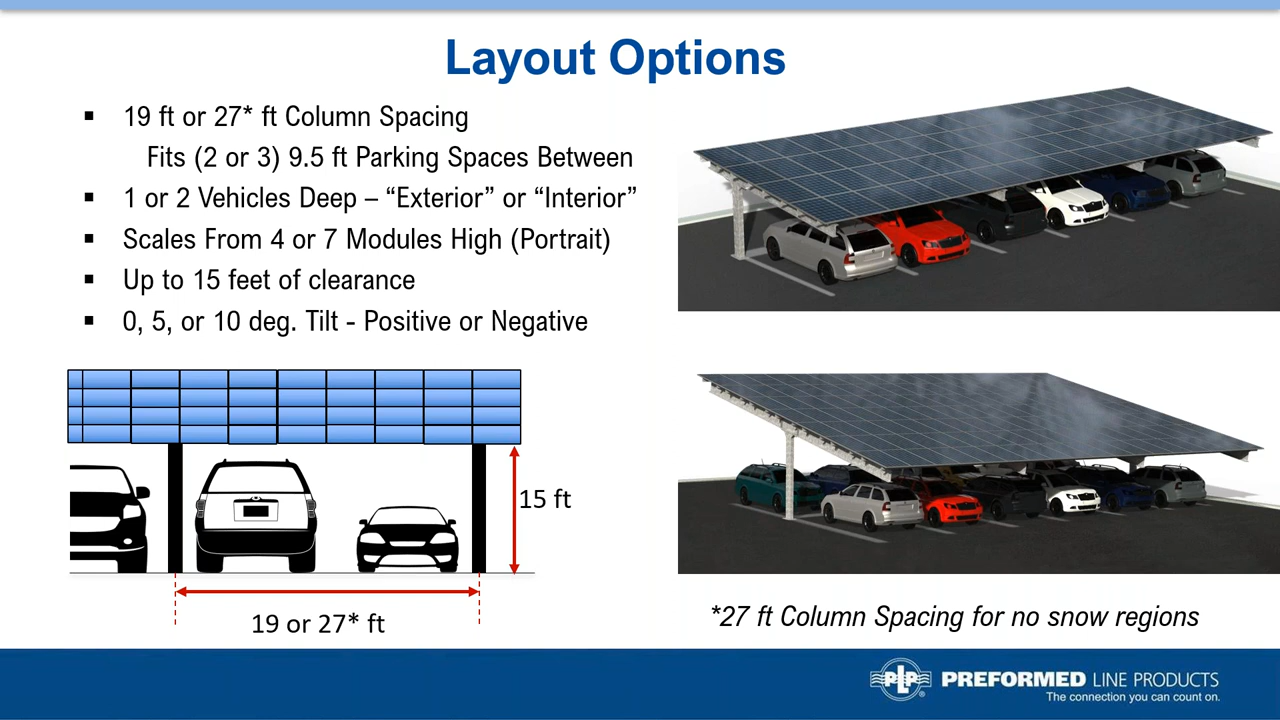 Layout Options
▪ 19 ft or 27* ft Column Spacing
Fits (2 or 3) 9.5 ft Parking Spaces Between
▪ 1 or 2 Vehicles Deep – “Exterior” or “Interior”
▪ Scales From 4 or 7 Modules High (Portrait)
▪ Up to 15 feet of clearance
▪ 0, 5, or 10 deg. Tilt - Positive or Negative
15 ft
19 or 27* ft
*27 ft Column Spacing for no snow regions
PLP®
PREFORMED LINE PRODUCTS
The connection you can count on.